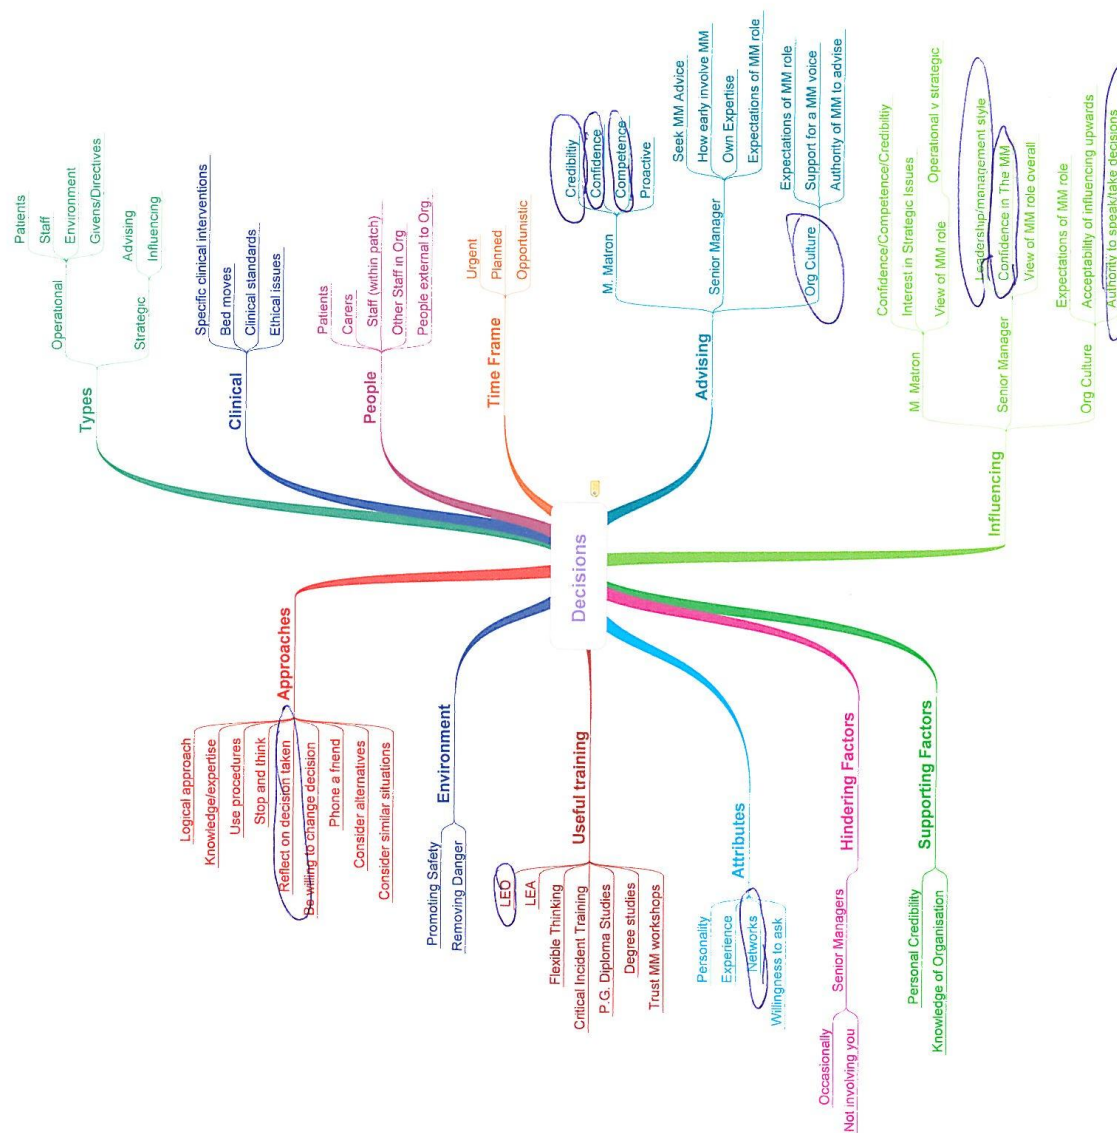 Decisions
Types
Operational
Patients
Staff
Environment
Givens/Directives
Strategic
Advising
Influencing
Clinical
Specific clinical interventions
Bed moves
Clinical standards
Ethical issues
People
Patients
Carers
Staff (within patch)
Other Staff in Org
People external to Org.
Time Frame
Urgent
Planned
Opportunistic
Advising
M. Matron
Credibiltiy
Confidence
Competence
Proactive
Senior Manager
Seek MM Advice
How early involve MM
Own Expertise
Expectations of MM role
Org Culture
Expectations of MM role
Support for a MM voice
Authority of MM to advise
Influencing
M Matron
Confidence/Competence/Credibiltiy
Interest in Strategic Issues
View of MM role
Operational v strategic
Senior Manager
Leadership/management style
Confidence in The MM
View of MM role overall
Org Culture
Expectations of MM role
Acceptability of influencing upwards
Authority to speak/take decisions
Approaches
Logical approach
Knowledge/expertise
Use procedures
Stop and think
Reflect on decision taken
Be willing to change decision
Phone a friend
Consider alternatives
Consider similar situations
Environment
Promoting Safety
Removing Danger
Useful training
LEO
LEA
Flexible Thinking
Critical Incident Training
P.G. Diploma Studies
Degree studies
Trust MM workshops
Attributes
Personality
Experience
Networks
Willingness to ask
Hindering Factors
Senior Managers
Occasionally
Not involving you
Supporting Factors
Personal Credibility
Knowledge of Organisation